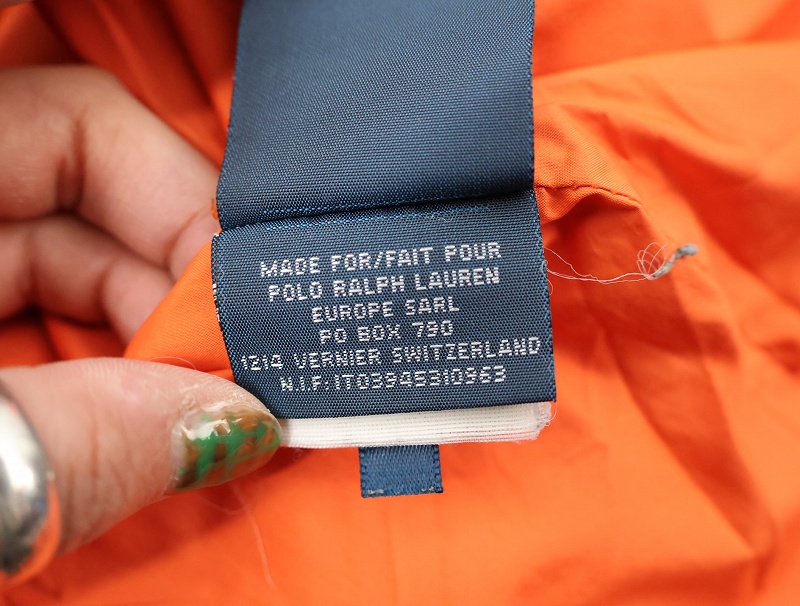 MADE FOR/FAIT POUR
POLO RALPH LAUREN
EUROPE SARL
PO BOX 790
1214 VERNIER SWITZERLAND
N.I.F:IT03945310963